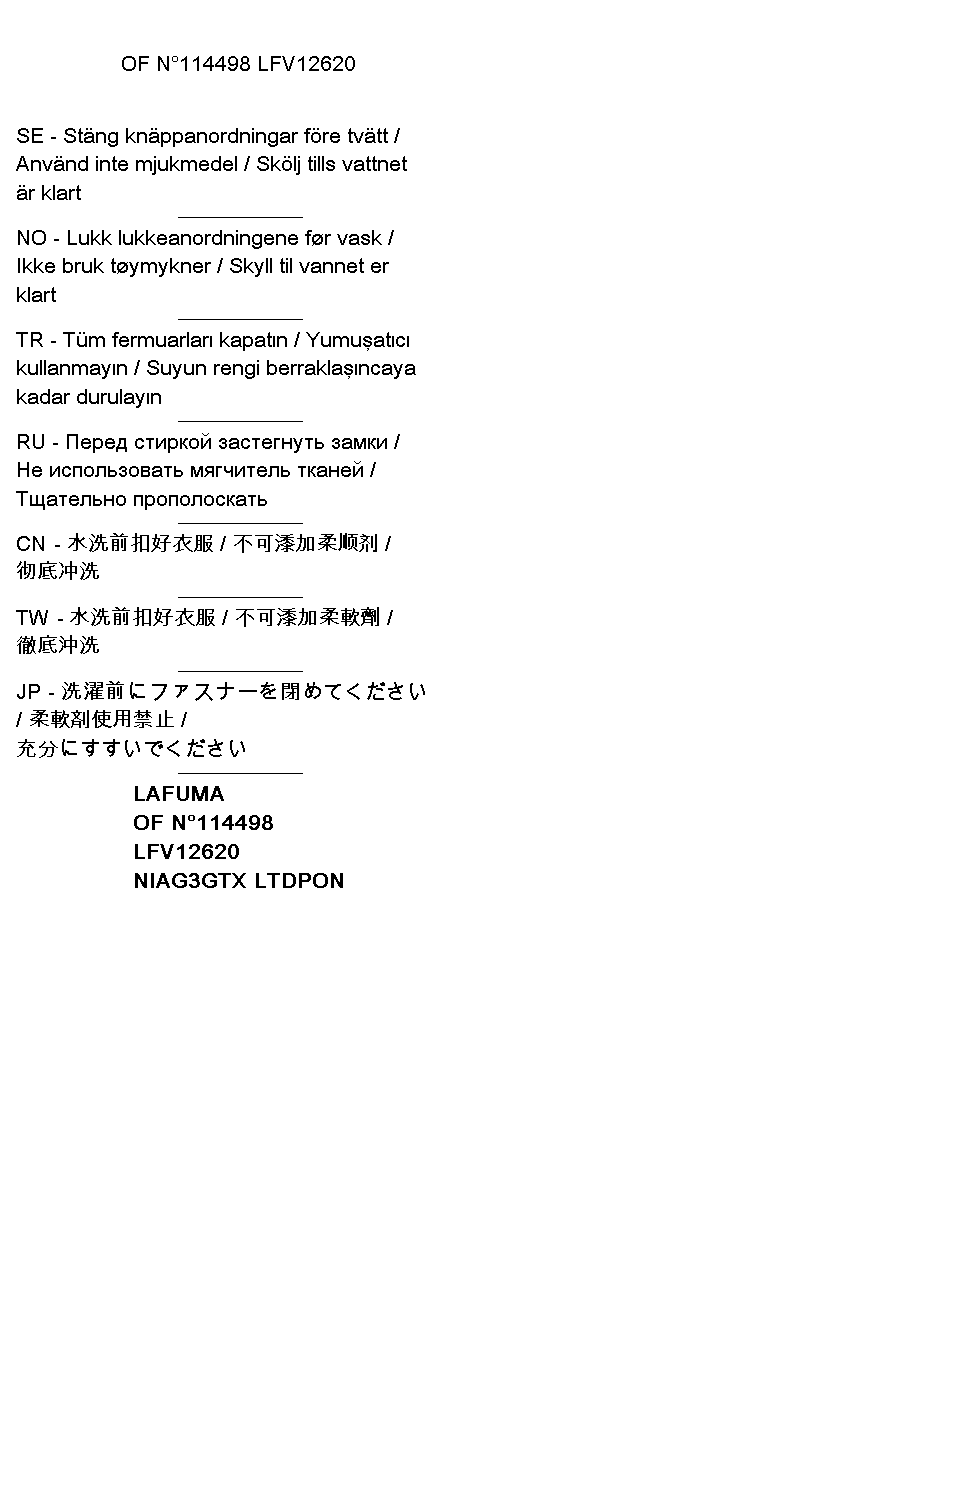 OF N°114498 LFV12620
SE - Stäng knäppanordningar före tvätt /
Använd inte mjukmedel / Skölj tills vattnet
är klart
NO - Lukk lukkeanordningene før vask /
Ikke bruk tøymykner / Skyll til vannet er
klart
TR - Tüm fermuarları kapatın / Yumuşatıcı
kullanmayın / Suyun rengi berraklaşıncaya
kadar durulayın
RU - Перед стиркой застегнуть замки /
Не использовать мягчитель тканей /
Тщательно прополоскать
CN - 水洗前扣好衣服 / 不可添加柔顺剂 /
彻底冲洗
TW - 水洗前扣好衣服 / 不可添加柔軟劑 /
徹底沖洗
JP - 洗濯前にファスナーを閉めてください
/ 柔軟剤使用禁止 /
充分にすすいでください
LAFUMA
OF N°114498
LFV12620
NIAG3GTX LTDPON